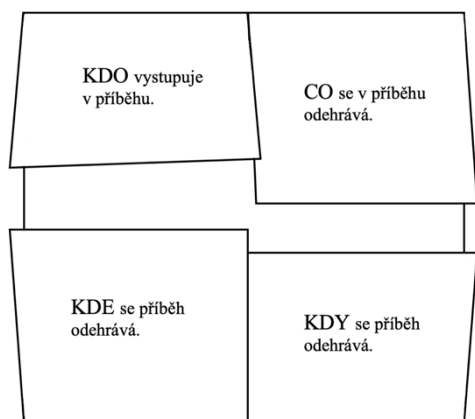 KDO vystupuje
v příběhu.
CO se v příběhu
odehrává.
KDE se příběh
odehrává.
KDY se příběh
odehrává.